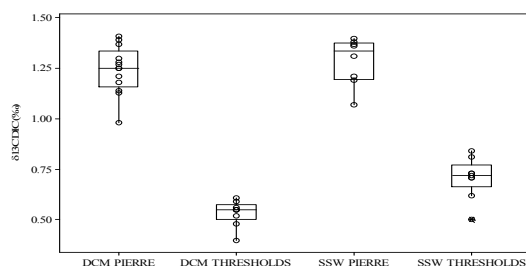 1.50
1.25
1.00
0.75
0.50
δ13CDIC(‰)
DCM PIERRE DCM THRESHOLDS SSW PIERRE SSW THRESHOLDS